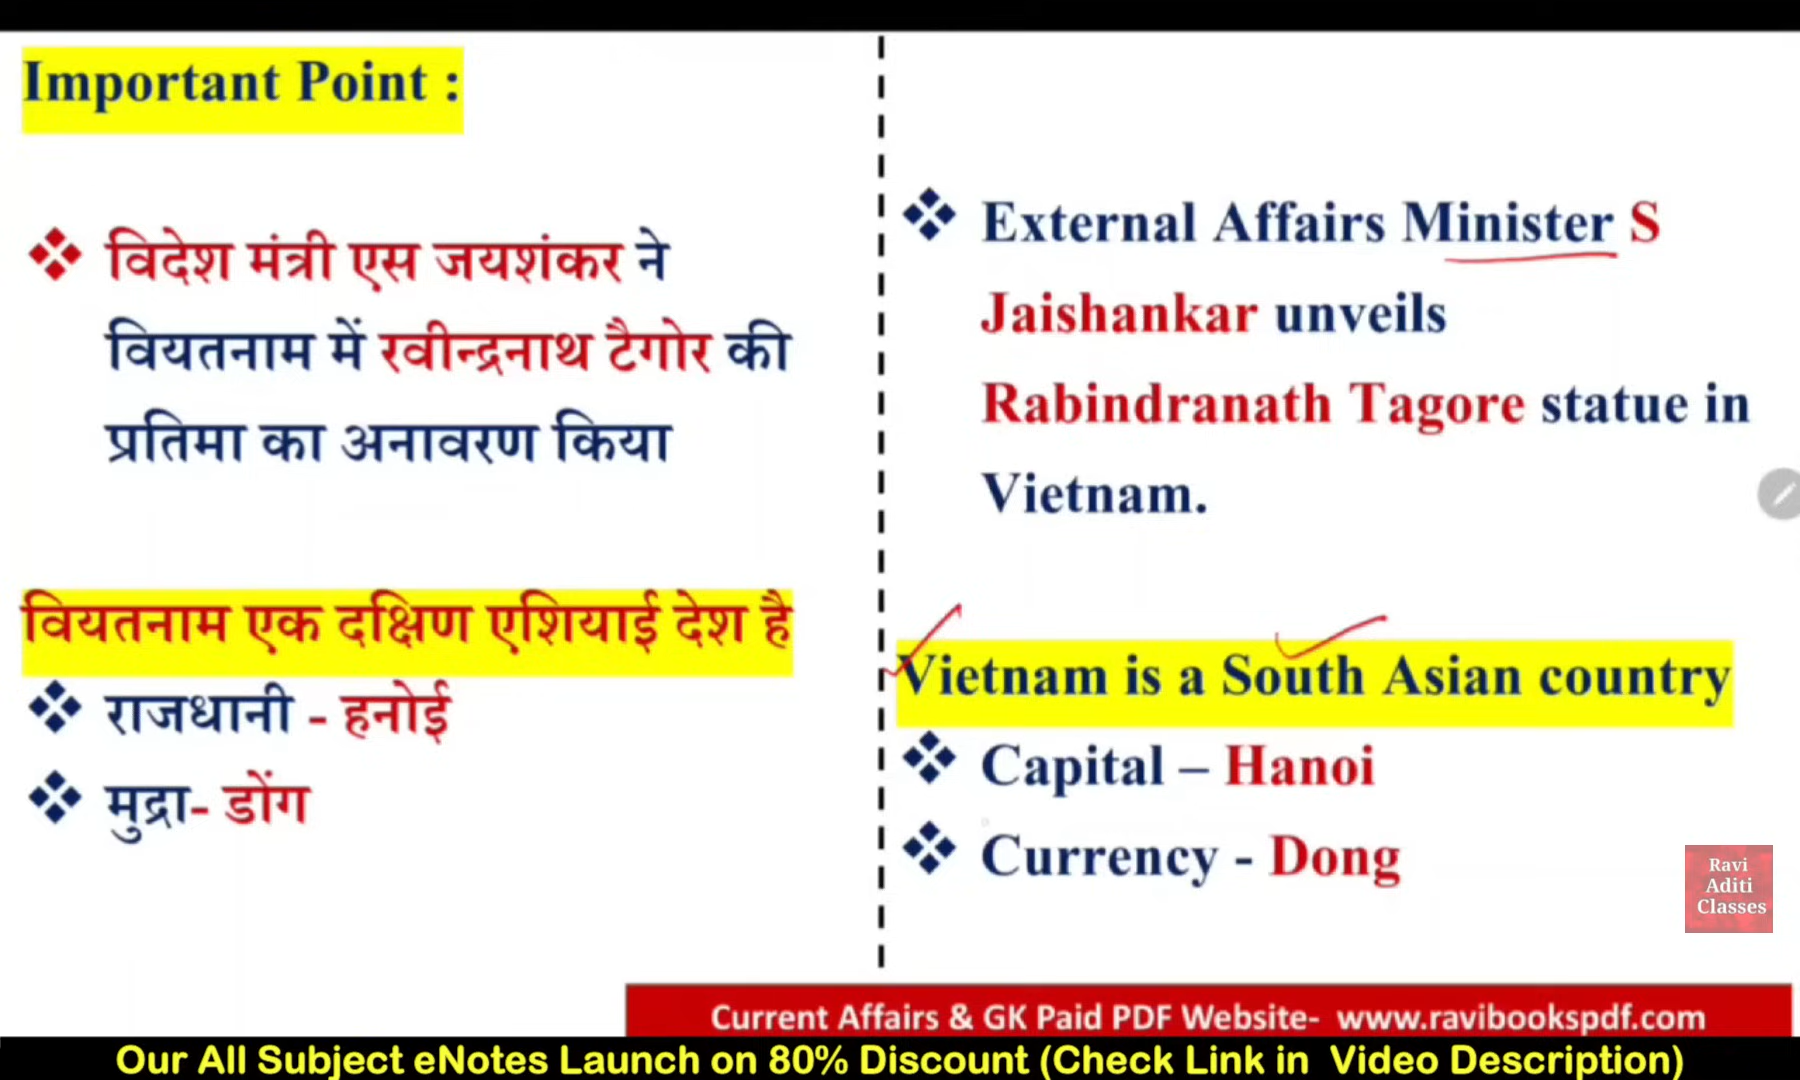 Important Point :
विदेश मंत्री एस जयशंकर ने
वियतनाम में रवीन्द्रनाथ टैगोर की
प्रतिमा का अनावरण किया
वियतनाम एक दक्षिण एशियाई देश है
राजधानी - हनोई
मुद्रा- डोंग
External Affairs Minister S
Jaishankar unveils
Rabindranath Tagore statue in
Vietnam.
Vietnam is a South Asian country
Capital – Hanoi
Currency - Dong
Ravi
Aditi
Classes
Current Affairs & GK Paid PDF Website- www.ravibookspdf.com
Our All Subject eNotes Launch on 80% Discount (Check Link in Video Description)